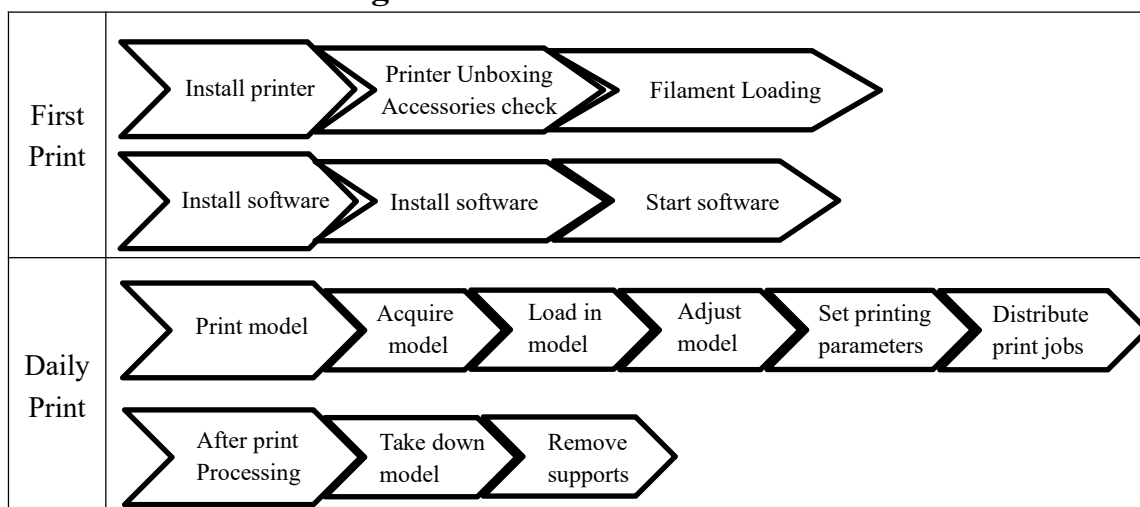 First
Print
Install printer
Printer Unboxing
Accessories check
Filament Loading
Install software
Install software
Start software
Daily
Print
Print model
Acquire
model
Load in
model
Adjust
model
Set printing
parameters
Distribute
print jobs
After print
Processing
Take down
model
Remove
supports